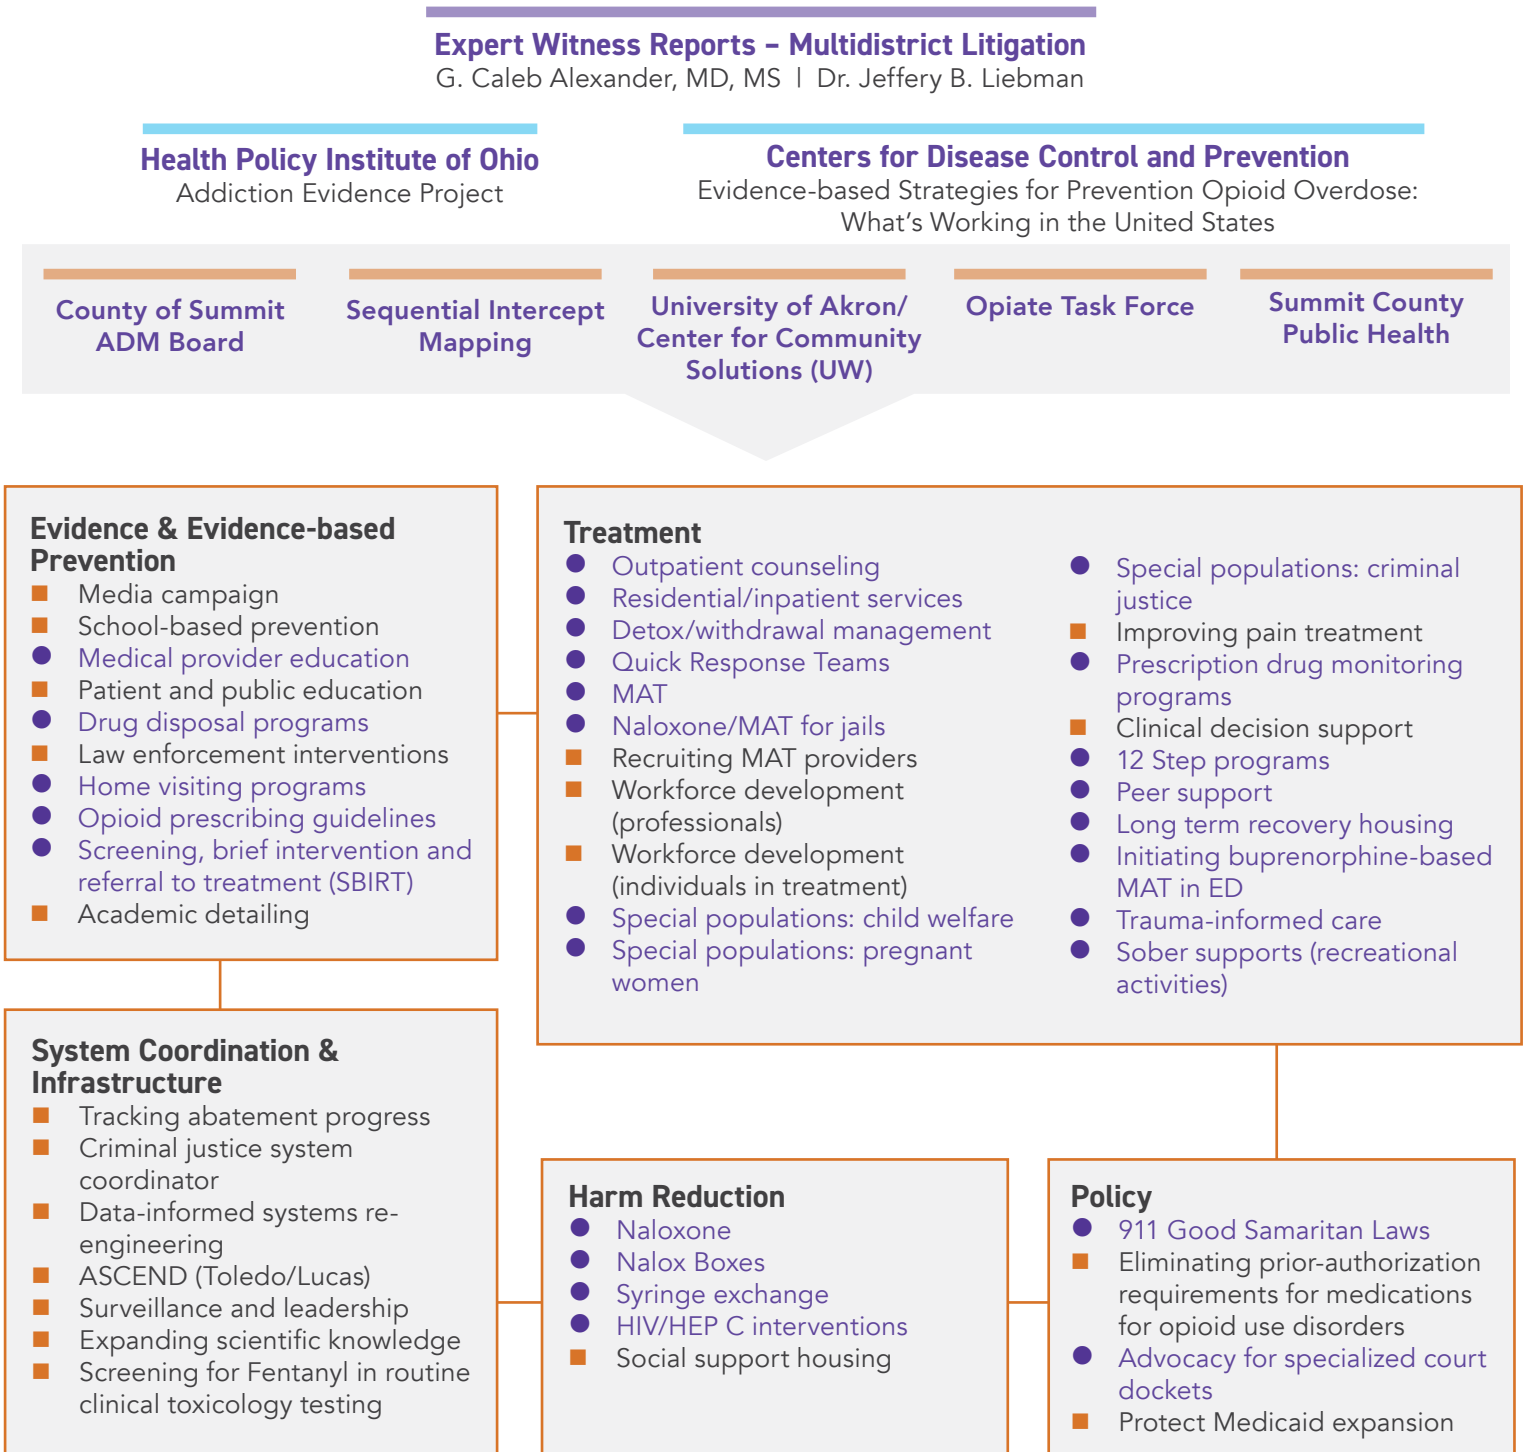 Expert Witness Reports – Multidistrict Litigation
G. Caleb Alexander, MD, MS | Dr. Jeffery B. Liebman
Health Policy Institute of Ohio
Addiction Evidence Project
Centers for Disease Control and Prevention
Evidence-based Strategies for Prevention Opioid Overdose:
What's Working in the United States
County of Summit
ADM Board
Sequential Intercept
Mapping
University of Akron/
Center for Community
Solutions (UW)
Opiate Task Force
Summit County
Public Health
Evidence & Evidence-based
Prevention
Media campaign
School-based prevention
Medical provider education
Patient and public education
Drug disposal programs
Law enforcement interventions
Home visiting programs
Opioid prescribing guidelines
Screening, brief intervention and
referral to treatment (SBIRT)
Academic detailing
Treatment
Outpatient counseling
Residential/inpatient services
Detox/withdrawal management
Quick Response Teams
MAT
Naloxone/MAT for jails
Recruiting MAT providers
Workforce development
(professionals)
Workforce development
(individuals in treatment)
Special populations: child welfare
Special populations: pregnant
women
Special populations: criminal
justice
Improving pain treatment
Prescription drug monitoring
programs
Clinical decision support
12 Step programs
Peer support
Long term recovery housing
Initiating buprenorphine-based
MAT in ED
Trauma-informed care
Sober supports (recreational
activities)
System Coordination &
Infrastructure
Tracking abatement progress
Criminal justice system
coordinator
Data-informed systems re-
engineering
ASCEND (Toledo/Lucas)
Surveillance and leadership
Expanding scientific knowledge
Screening for Fentanyl in routine
clinical toxicology testing
Harm Reduction
Naloxone
Nalox Boxes
Syringe exchange
HIV/HEP C interventions
Social support housing
Policy
911 Good Samaritan Laws
Eliminating prior-authorization
requirements for medications
for opioid use disorders
Advocacy for specialized court
dockets
Protect Medicaid expansion